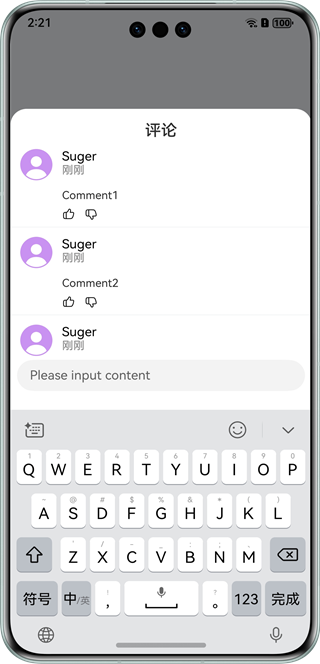 2:21
100
评论
Suger
刚刚
Comment1
Suger
刚刚
Comment2
Suger
刚刚
Please input content
1 2 3 4 5 6 7 8 9 0
Q W E R T Y U I O P
~ @ # $ % & * ( )
A S D F G H J K L
Z X C V B N M
符号 中/英 ! , ? 。 123 完成